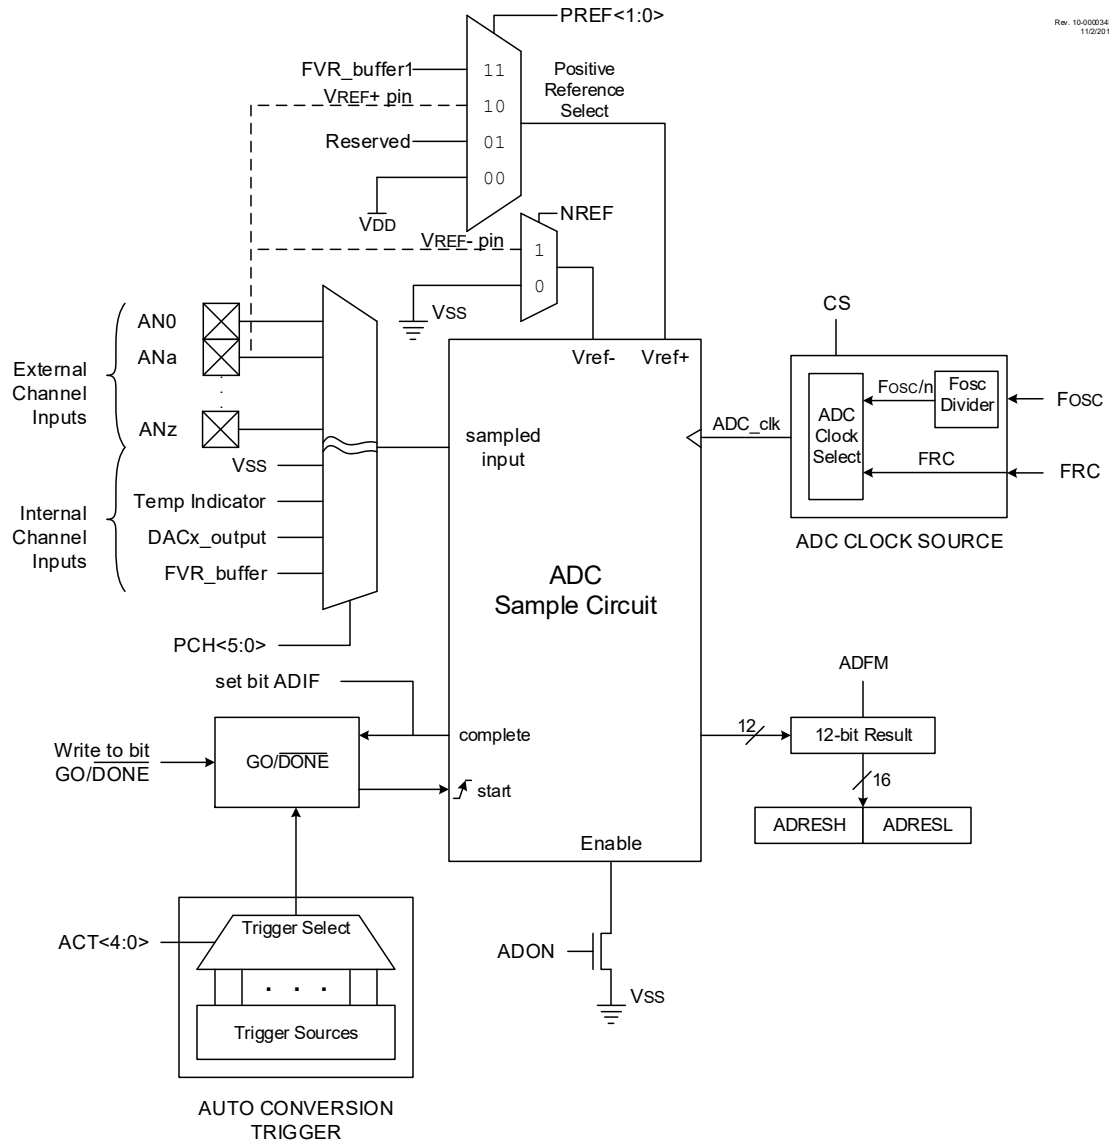 PREF<1:0>
FVR_buffer1
11
VREF+ pin
10
Reserved
01
00
VDD
Positive
Reference
Select
NREF
VREF- pin
1
0
VSS
External
Channel
Inputs
AN0
ANa
ANz
Internal
Channel
Inputs
VSS
Temp Indicator
DACx_output
FVR_buffer
PCH<5:0>
Vref-
Vref+
sampled
input
ADC
Sample Circuit
ADC_clk
CS
ADC
Clock
Select
FOSC/n
Fosc
Divider
FOSC
FRC
FRC
ADC CLOCK SOURCE
set bit ADIF
Write to bit
GO/DONE
GO/DONE
complete
start
Enable
12
ADFM
12-bit Result
16
ADRESH
ADRESL
ADON
VSS
ACT<4:0>
Trigger Select
. . .
Trigger Sources
AUTO CONVERSION
TRIGGER